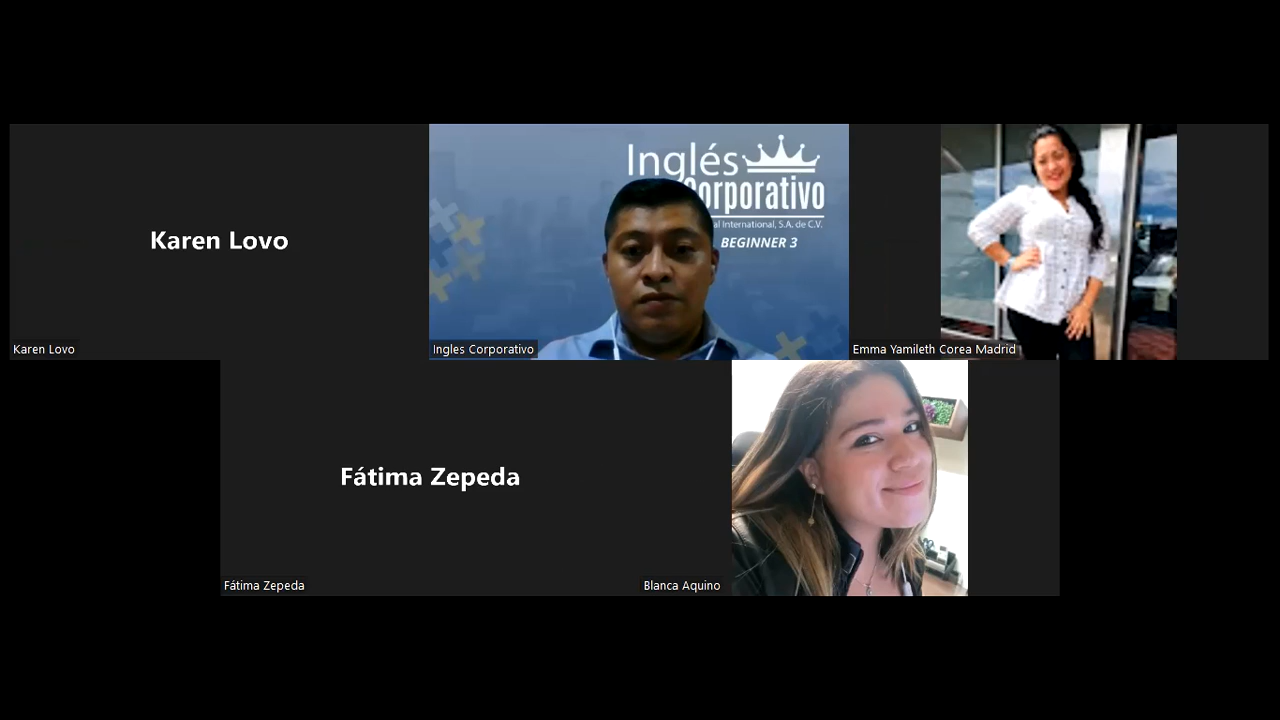 Karen Lovo
Karen Lovo
Inglés
Corporativo
al International, S.A. de C.V.
BEGINNER 3
Ingles Corporativo
Emma Yamileth Corea Madrid
Fátima Zepeda
Fátima Zepeda
Blanca Aquino